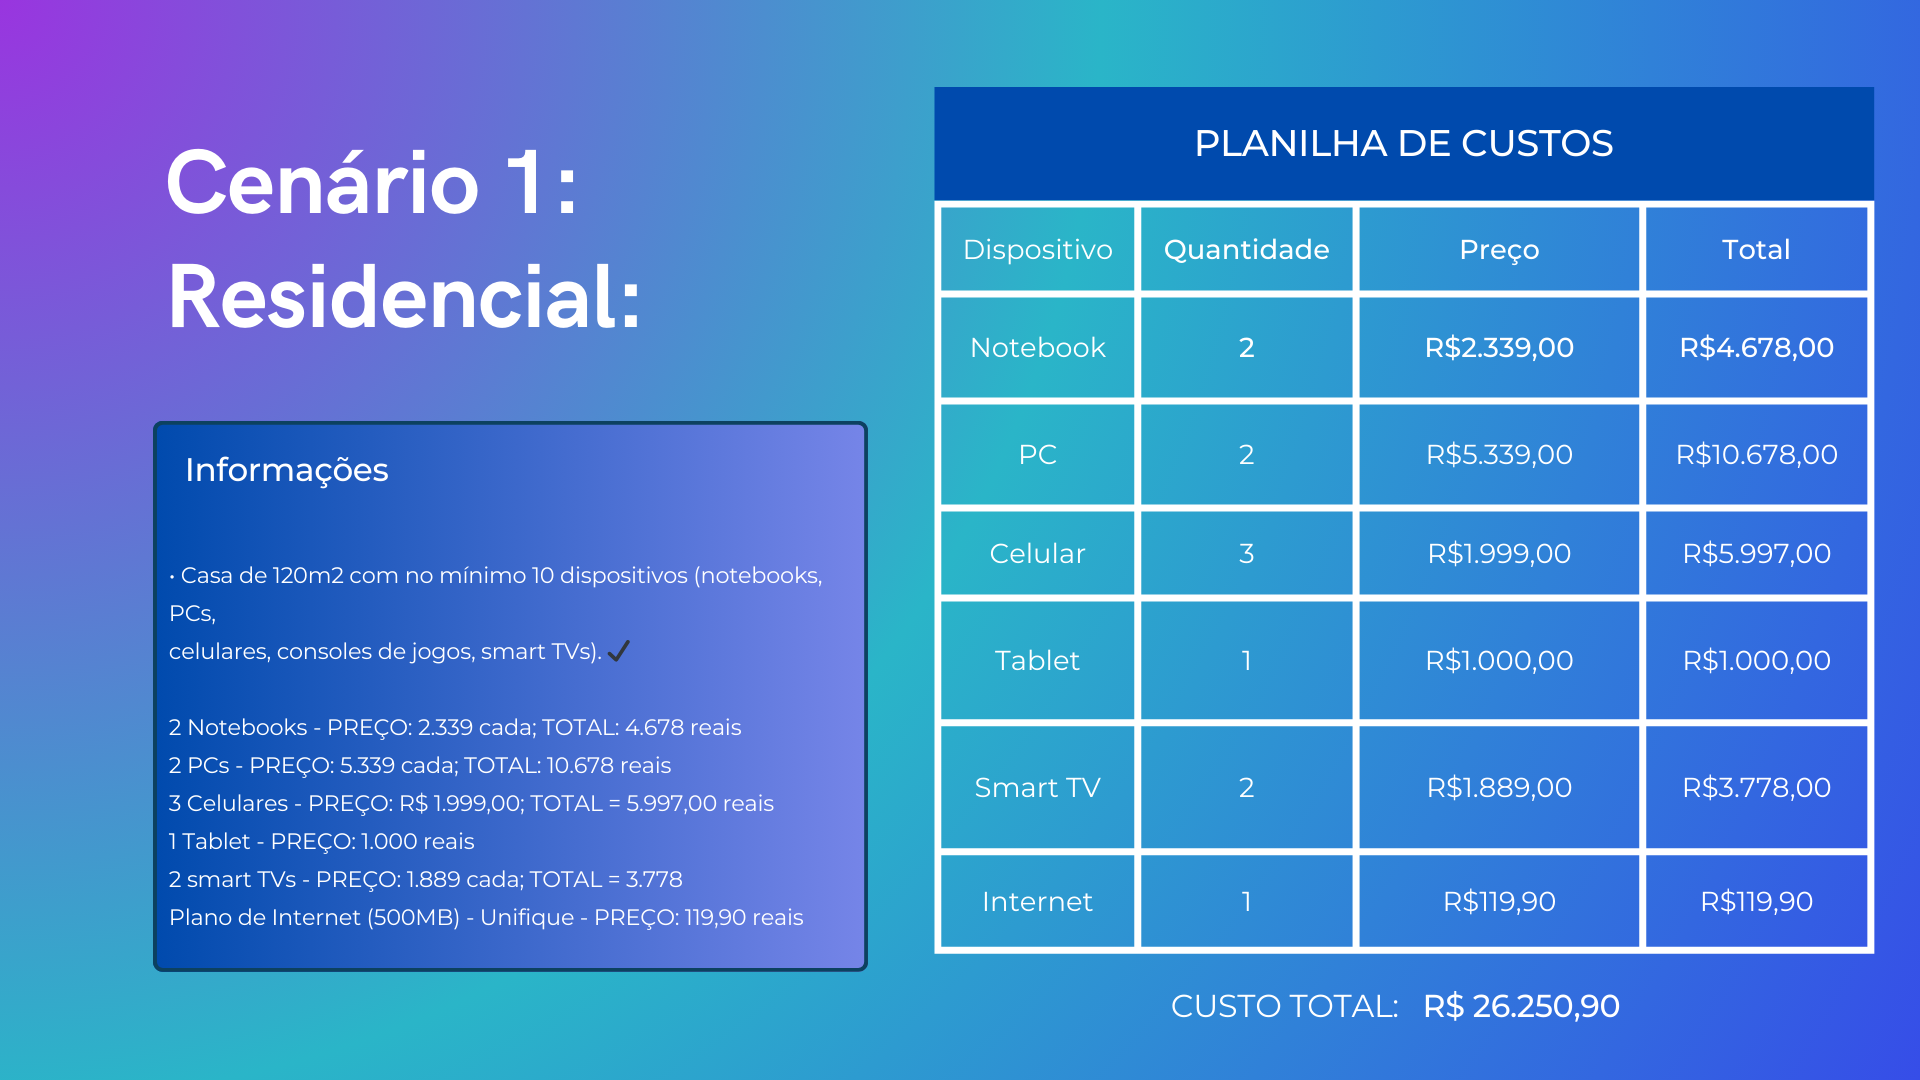 Cenário 1:
Residencial:
Informações
• Casa de 120m2 com no mínimo 10 dispositivos (notebooks,
PCs,
celulares, consoles de jogos, smart TVs). ✔
2 Notebooks - PREÇO: 2.339 cada; TOTAL: 4.678 reais
2 PCs - PREÇO: 5.339 cada; TOTAL: 10.678 reais
3 Celulares - PREÇO: R$ 1.999,00; TOTAL = 5.997,00 reais
1 Tablet - PREÇO: 1.000 reais
2 smart TVs - PREÇO: 1.889 cada; TOTAL = 3.778
Plano de Internet (500MB) - Unifique - PREÇO: 119,90 reais
PLANILHA DE CUSTOS
Dispositivo Quantidade Preço Total
Notebook 2 R$2.339,00 R$4.678,00
PC 2 R$5.339,00 R$10.678,00
Celular 3 R$1.999,00 R$5.997,00
Tablet 1 R$1.000,00 R$1.000,00
Smart TV 2 R$1.889,00 R$3.778,00
Internet 1 R$119,90 R$119,90
CUSTO TOTAL: R$ 26.250,90